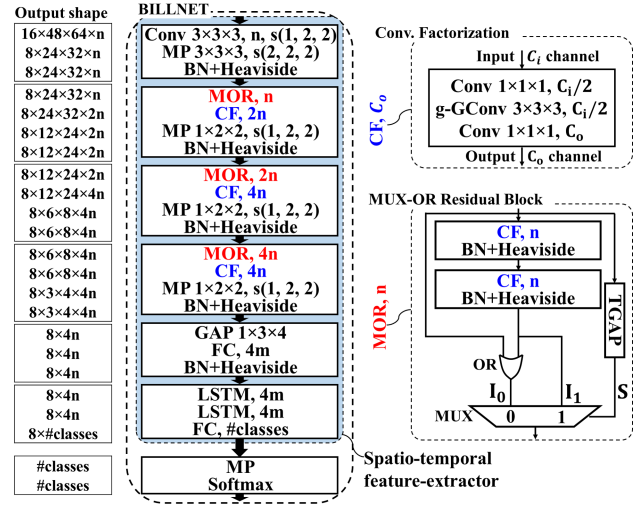 Output shape
16×48×64×n
8×24×32×n
8×24×32×n
8×24×32×n
8×24×32×2n
8×12×24×2n
8×12×24×2n
8×12×24×2n
8×12×24×4n
8×6×8×4n
8×6×8×4n
8×6×8×4n
8×6×8×4n
8×3×4×4n
8×3×4×4n
8×4n
8×4n
8×4n
8×4n
8×4n
8×#classes
#classes
#classes
BILLNET
Conv 3×3×3, n, s(1, 2, 2)
MP 3×3×3, s(2, 2, 2)
BN+Heaviside
MOR, n
CF, 2n
MP 1×2×2, s(1, 2, 2)
BN+Heaviside
MOR, 2n
CF, 4n
MP 1×2×2, s(1, 2, 2)
BN+Heaviside
MOR, 4n
CF, 4n
MP 1×2×2, s(1, 2, 2)
BN+Heaviside
GAP 1×3×4
FC, 4m
BN+Heaviside
LSTM, 4m
LSTM, 4m
FC, #classes
MP
Softmax
Spatio-temporal
feature-extractor
Conv. Factorization
Input C_i channel
CF, C_o
Conv 1×1×1, C_i/2
g-GConv 3×3×3, C_i/2
Conv 1×1×1, C_o
Output C_o channel
MUX-OR Residual Block
MOR, n
CF, n
BN+Heaviside
CF, n
BN+Heaviside
TGAP
OR
I_0 I_1 S
MUX 0 1